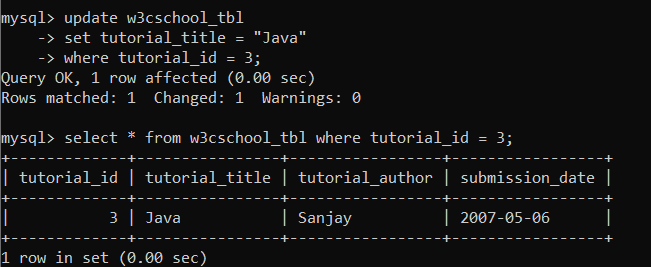 mysql> update w3cschool_tbl
    -> set tutorial_title = "Java"
    -> where tutorial_id = 3;
Query OK, 1 row affected (0.00 sec)
Rows matched: 1  Changed: 1  Warnings: 0

mysql> select * from w3cschool_tbl where tutorial_id = 3;
+-------------+----------------+-----------------+-----------------+
| tutorial_id | tutorial_title | tutorial_author | submission_date |
+-------------+----------------+-----------------+-----------------+
|           3 | Java           | Sanjay          | 2007-05-06      |
+-------------+----------------+-----------------+-----------------+
1 row in set (0.00 sec)